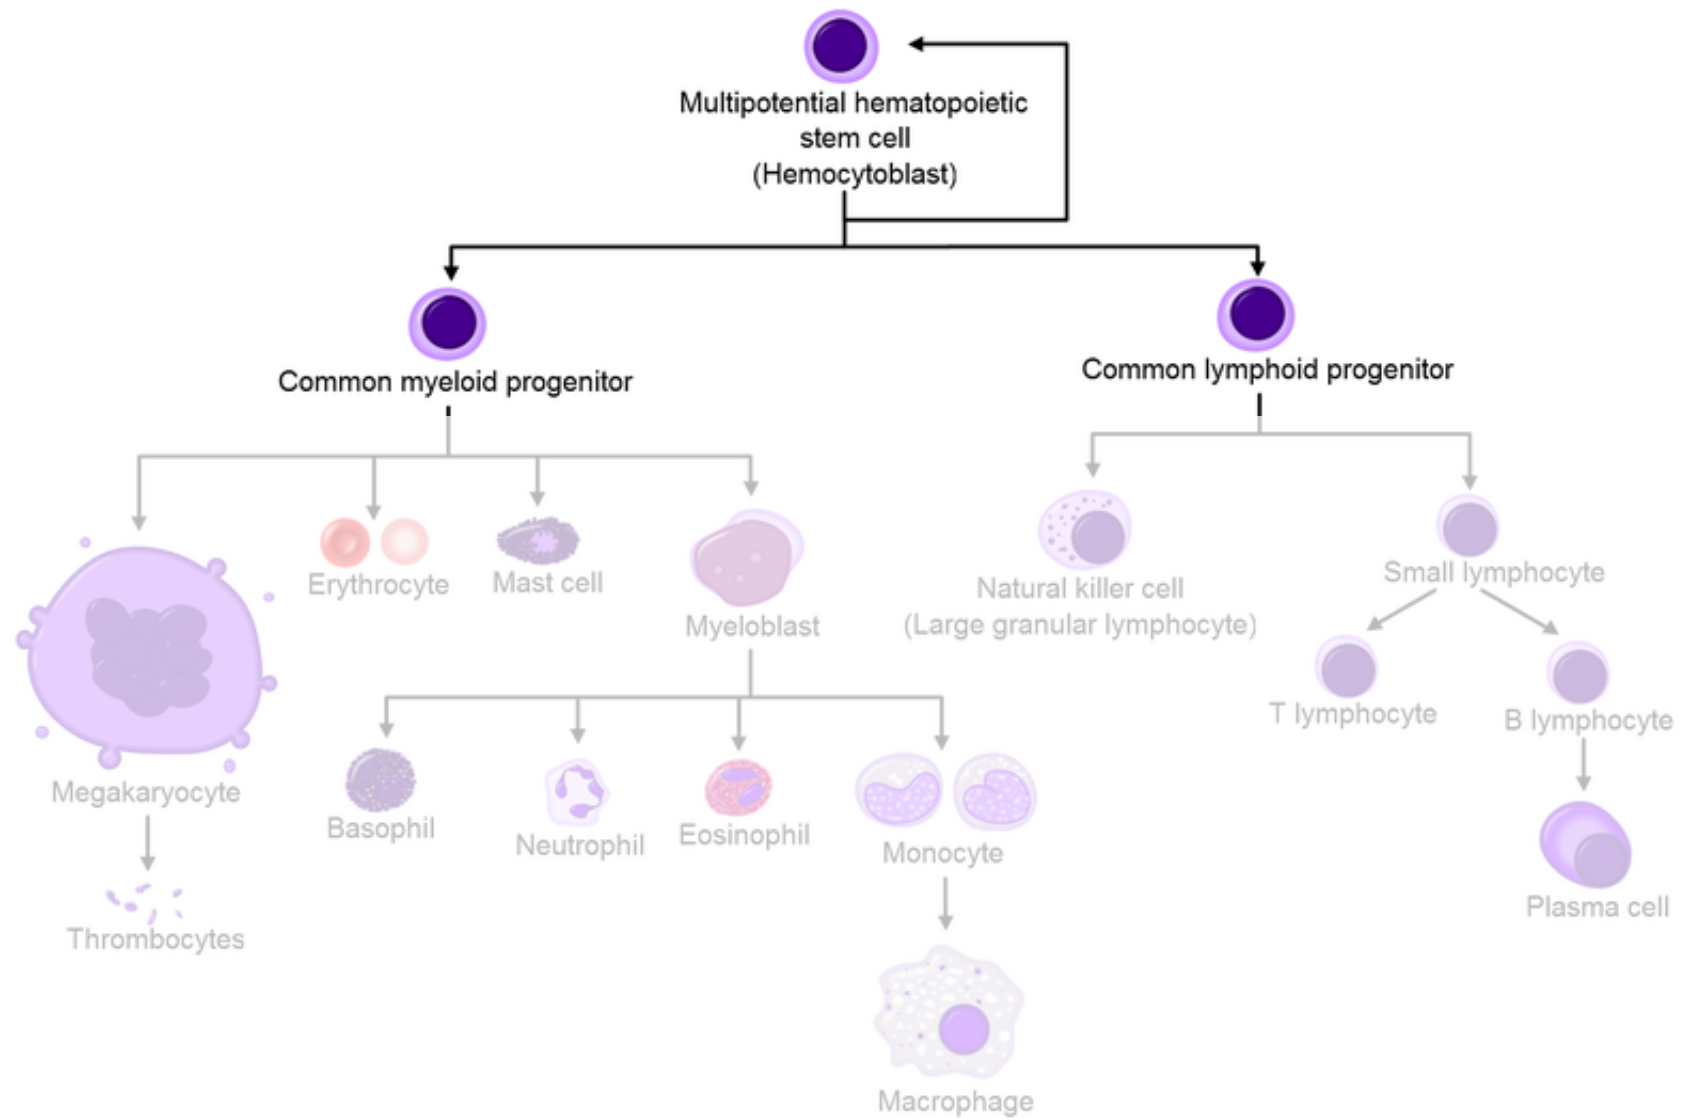 Multipotential hematopoietic
stem cell
(Hemocytoblast)
Common myeloid progenitor
Common lymphoid progenitor
Erythrocyte
Mast cell
Myeloblast
Natural killer cell
(Large granular lymphocyte)
Small lymphocyte
T lymphocyte
B lymphocyte
Megakaryocyte
Basophil
Neutrophil
Eosinophil
Monocyte
Plasma cell
Thrombocytes
Macrophage